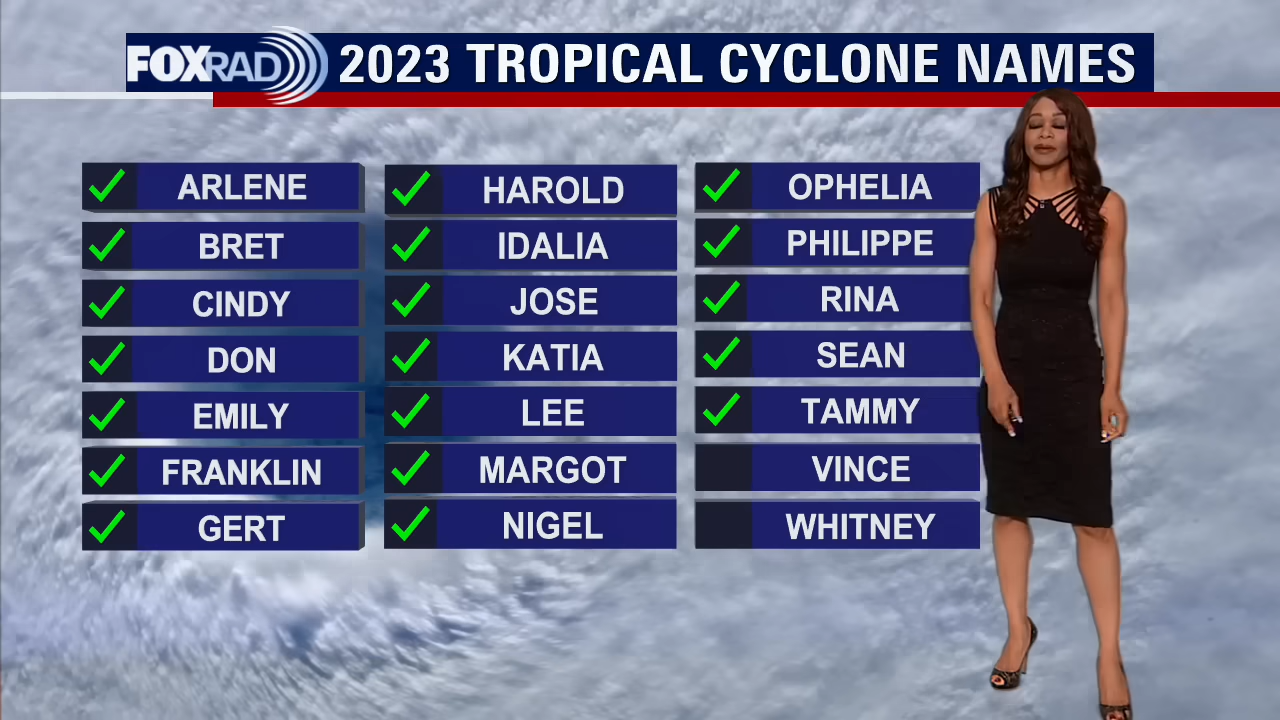 FOXRAD 2023 TROPICAL CYCLONE NAMES
ARLENE
BRET
CINDY
DON
EMILY
FRANKLIN
GERT
HAROLD
IDALIA
JOSE
KATIA
LEE
MARGOT
NIGEL
OPHELIA
PHILIPPE
RINA
SEAN
TAMMY
VINCE
WHITNEY